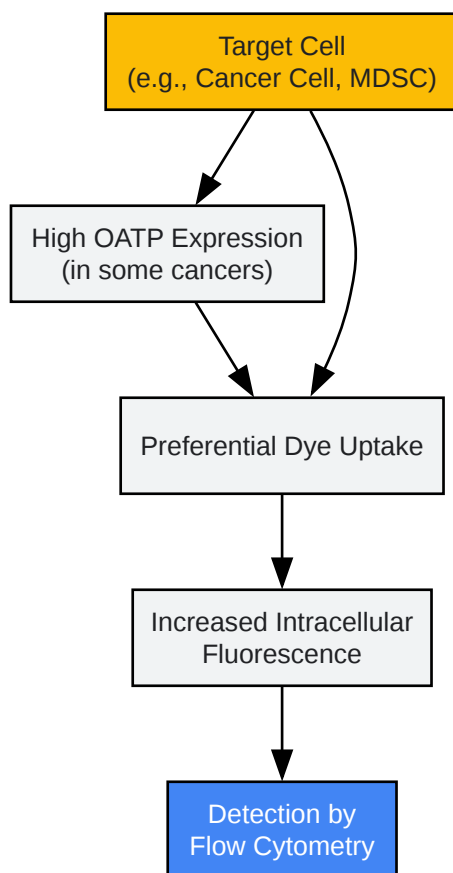 Target Cell
(e.g., Cancer Cell, MDSC)
High OATP Expression
(in some cancers)
Preferential Dye Uptake
Increased Intracellular
Fluorescence
Detection by
Flow Cytometry